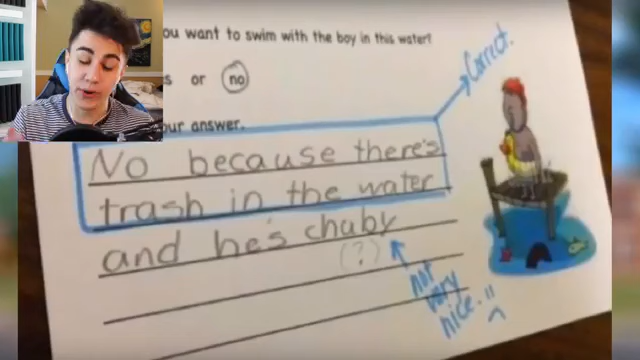 ou want to swim with the boy in this water?
s or no
our answer.
Correct.
No because there's
trash in the water
and he's chaby
(?)
not
very
nice.